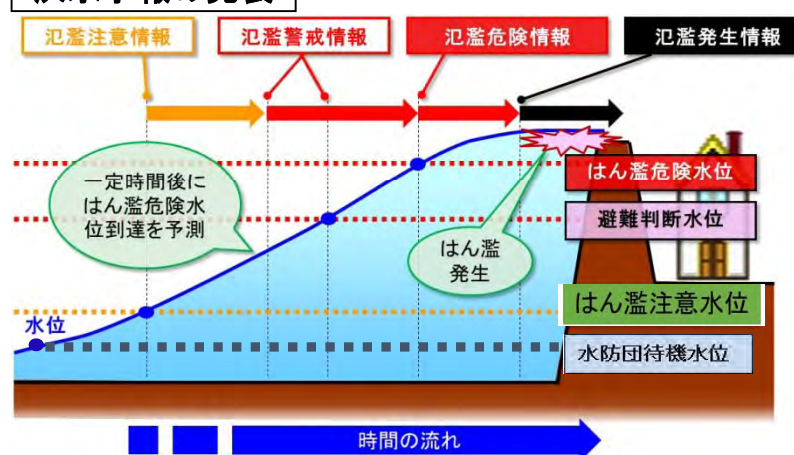 氾濫注意情報
氾濫警戒情報
氾濫危険情報
氾濫発生情報
一定時間後に
はん濫危険水
位到達を予測
はん濫
発生
はん濫危険水位
避難判断水位
はん濫注意水位
水防団待機水位
水位
時間の流れ